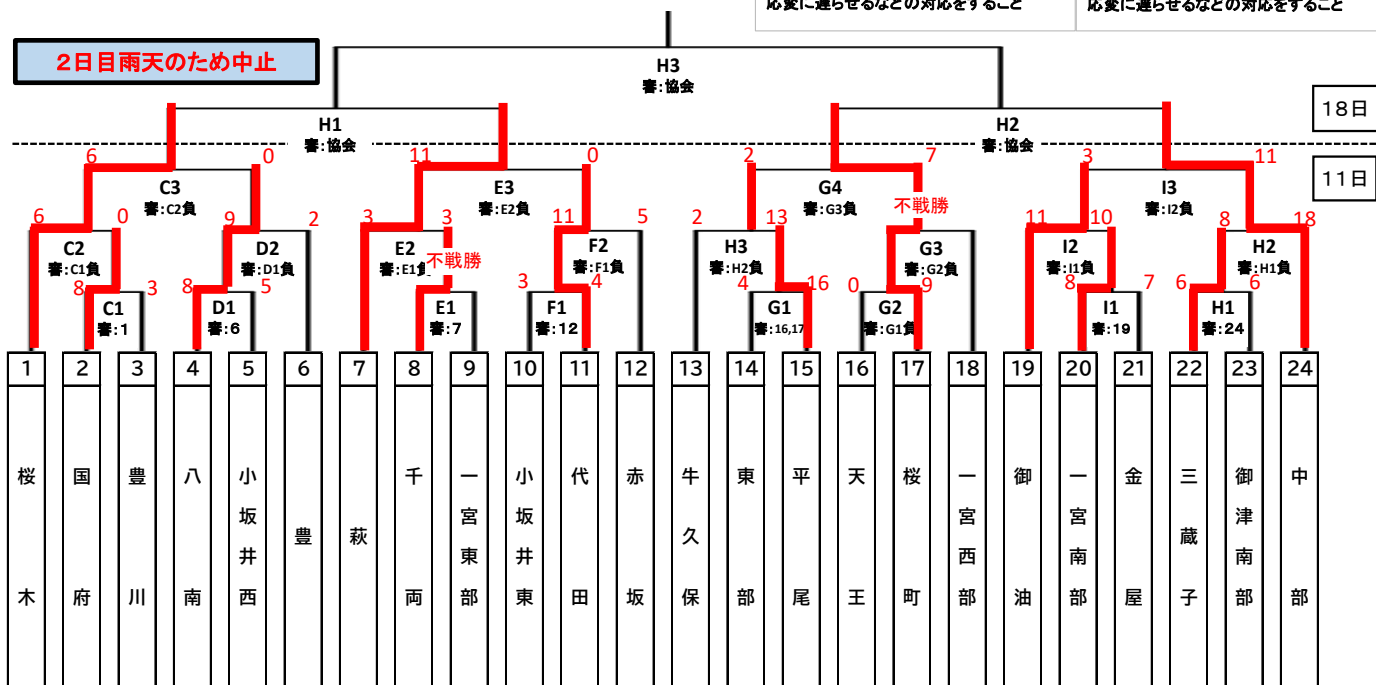 応変に遅らせるなどの対応をすること
応変に遅らせるなどの対応をすること
2日目雨天のため中止
H3
審:協会
18日
H1
審:協会
H2
審:協会
11日
6 0 11 0 2 7 3 11
C3
審:C2負
E3
審:E2負
G4
審:G3負
I3
審:I2負
不戦勝
6 0 9 2 3 3 11 5 2 13 11 10 8 18
C2
審:C1負
D2
審:D1負
E2
審:E1負
不戦勝
F2
審:F1負
H3
審:H2負
G3
審:G2負
I2
審:I1負
H2
審:H1負
8 3 8 5 3 4 4 16 0 9 8 7 6 6
C1
審:1
D1
審:6
E1
審:7
F1
審:12
G1
審:16,17
G2
審:G1負
I1
審:19
H1
審:24
1 2 3 4 5 6 7 8 9 10 11 12 13 14 15 16 17 18 19 20 21 22 23 24
桜木
国府
豊川
八南
小坂井西
豊
萩
千両
一宮東部
小坂井東
代田
赤坂
牛久保
東部
平尾
天王
桜町
一宮西部
御油
一宮南部
金屋
三蔵子
御津南部
中部